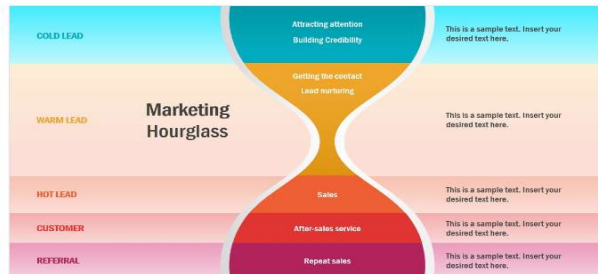 COLD LEAD
Attracting attention
Building Credibility
This is a sample text. Insert your
desired text here.
Marketing
Hourglass
WARM LEAD
Getting the contact
Lead nurturing
This is a sample text. Insert your
desired text here.
HOT LEAD
Sales
This is a sample text. Insert your
desired text here.
CUSTOMER
After-sales service
This is a sample text. Insert your
desired text here.
REFERRAL
Repeat sales
This is a sample text. Insert your
desired text here.